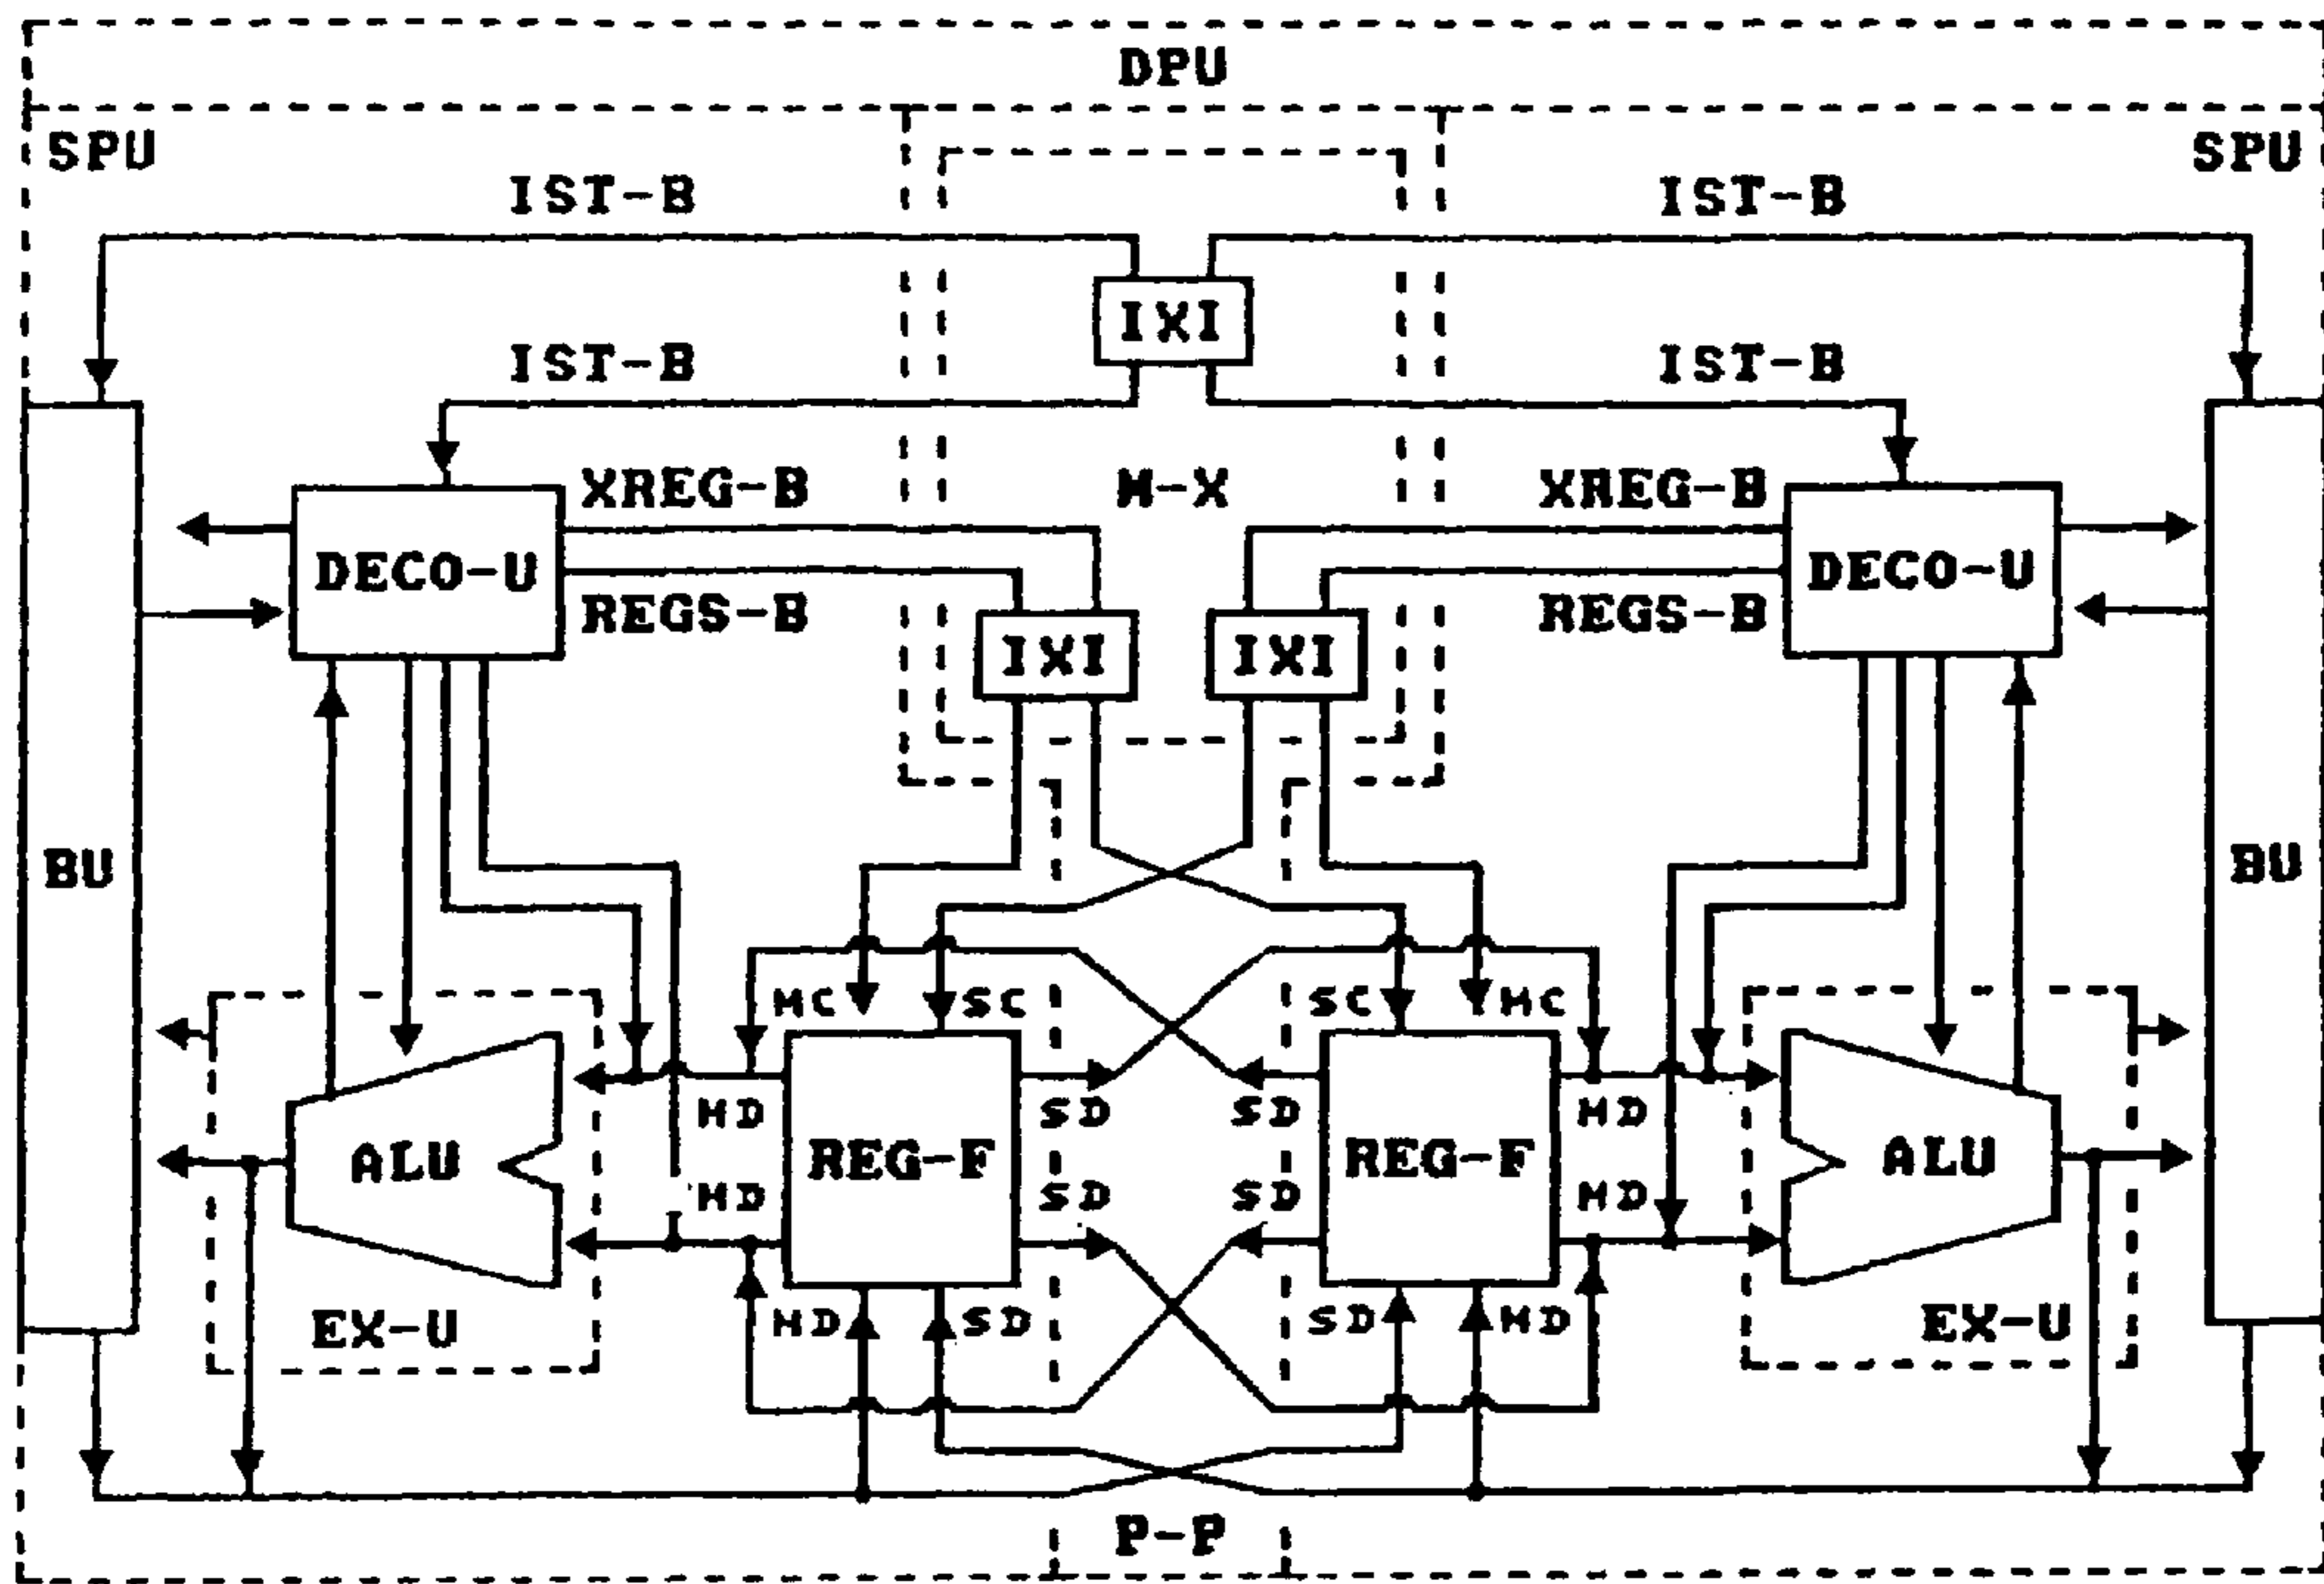 DPU
SPU SPU
IST-B IST-B
IXI
IST-B IST-B
XREG-B M-X XREG-B
DECO-U DECO-U
REGS-B REGS-B
IXI IXI
BU BU
MC SC SC MC
MD SD SD MD
ALU REG-F REG-F ALU
MD SD SD MD
EX-U MD SD SD MD EX-U
P-P